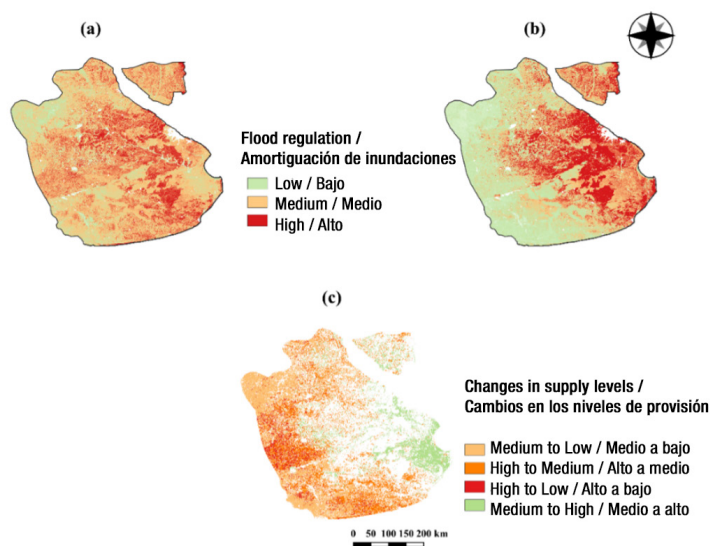 (a)
(b)
Flood regulation /
Amortiguación de inundaciones
Low / Bajo
Medium / Medio
High / Alto
(c)
Changes in supply levels /
Cambios en los niveles de provisión
Medium to Low / Medio a bajo
High to Medium / Alto a medio
High to Low / Alto a bajo
Medium to High / Medio a alto
0 50 100 150 200 km